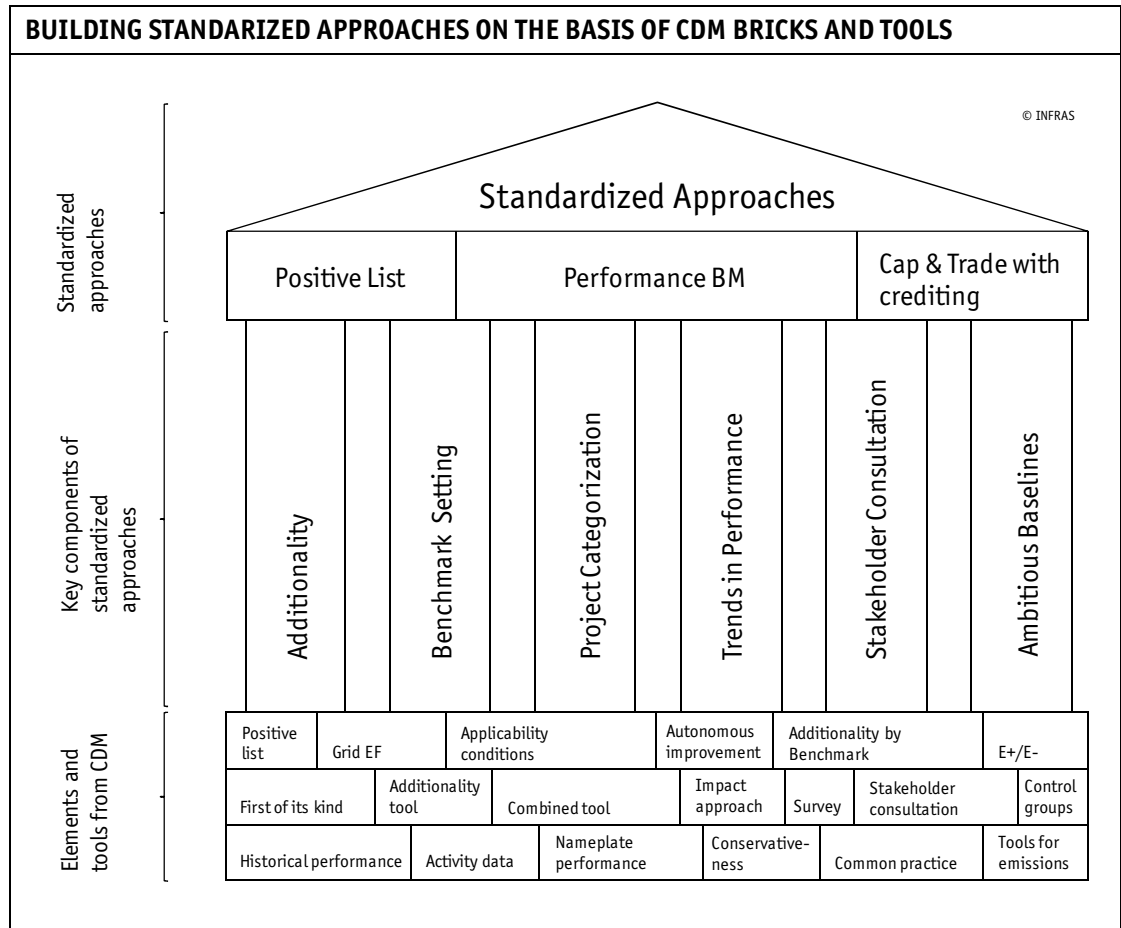 BUILDING STANDARIZED APPROACHES ON THE BASIS OF CDM BRICKS AND TOOLS
© INFRAS
Standardized
approaches
Standardized Approaches
Positive List
Performance BM
Cap & Trade with
crediting
Key components of
standardized
approaches
Additionality
Benchmark Setting
Project Categorization
Trends in Performance
Stakeholder Consultation
Ambitious Baselines
Elements and
tools from CDM
Positive
list
Grid EF
Applicability
conditions
Autonomous
improvement
Additionality by
Benchmark
E+/E-
First of its kind
Additionality
tool
Combined tool
Impact
approach
Survey
Stakeholder
consultation
Control
groups
Historical performance
Activity data
Nameplate
performance
Conservative-
ness
Common practice
Tools for
emissions